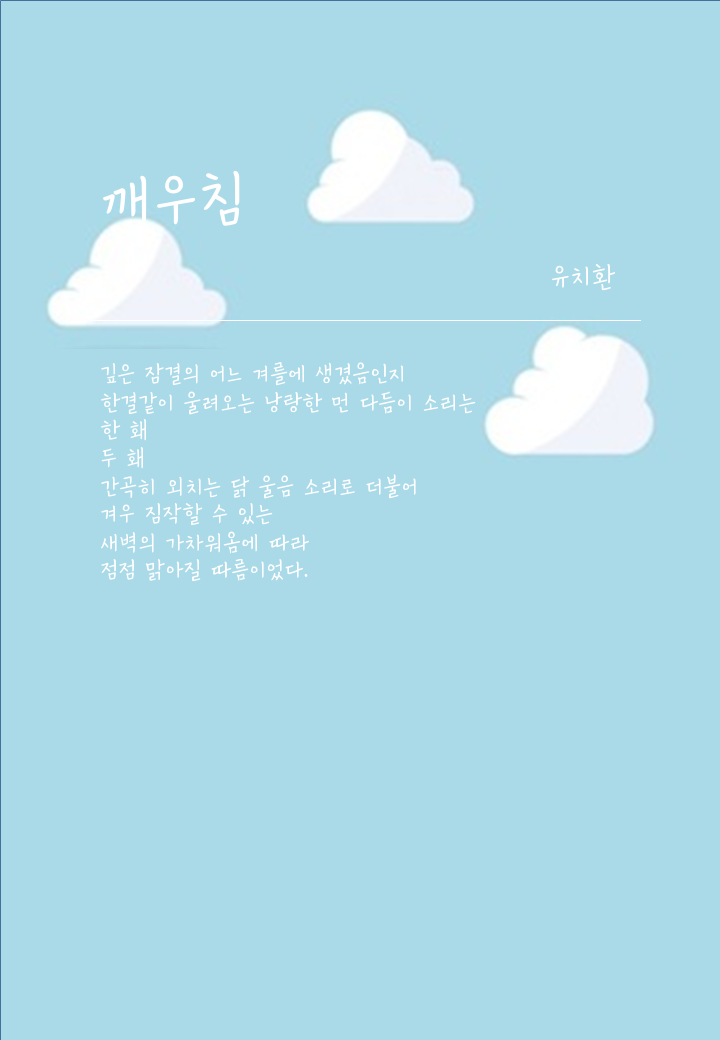 깨우침
유치환
깊은 잠결의 어느 겨를에 생겼음인지
한결같이 울려오는 낭랑한 먼 다듬이 소리는
한 홰
두 홰
간곡히 외치는 닭 울음 소리로 더불어
겨우 짐작할 수 있는
새벽의 가차워옴에 따라
점점 맑아질 따름이었다.